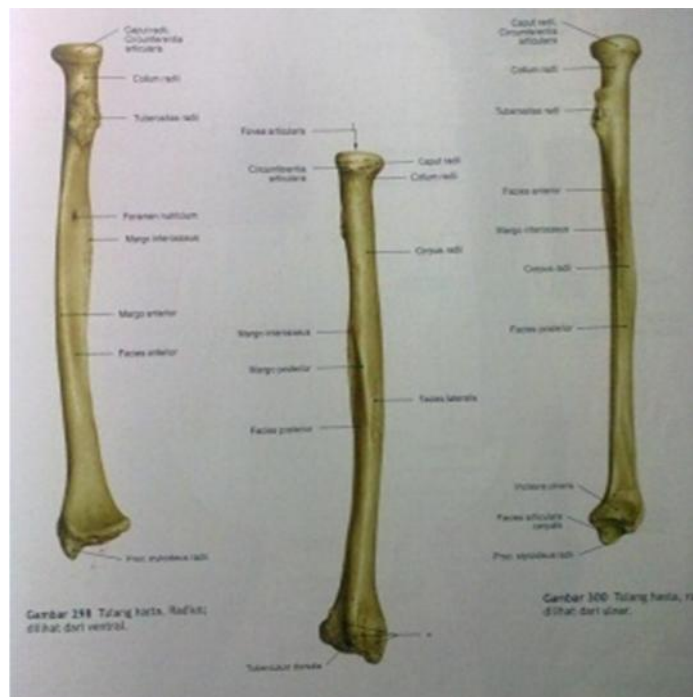 Caput radii,
Circumferentia
articularis
Collum radii
Tuberositas radii
Foramen nutricium
Margo interosseus
Margo anterior
Facies anterior
Proc. styloideus radii
Gambar 298 Tulang hasta, Radius;
dilihat dari ventral.
Fovea articularis
Circumferentia
articularis
Caput radii
Collum radii
Corpus radii
Margo interosseus
Margo posterior
Facies lateralis
Facies posterior
Tuberculum dorsale
Caput radii,
Circumferentia
articularis
Collum radii
Tuberositas radii
Facies anterior
Margo interosseus
Corpus radii
Facies posterior
Incisura ulnaris
Facies articularis
carpalis
Proc. styloideus radii
Gambar 300 Tulang hasta,
dilihat dari ulnar.